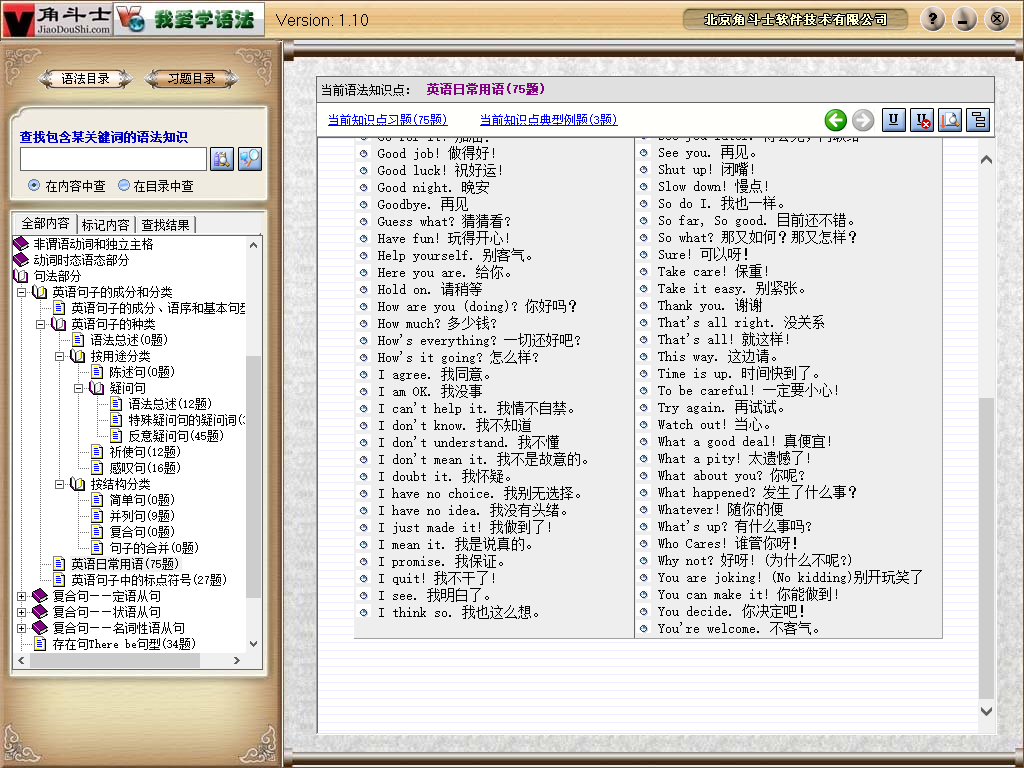 角斗士
JiaoDouShi.com
我爱学语法
Version: 1.10
北京角斗士软件技术有限公司
语法目录
习题目录
查找包含某关键词的语法知识
在内容中查
在目录中查
全部内容
标记内容
查找结果
非谓语动词和独立主格
动词时态语态部分
句法部分
英语句子的成分和分类
英语句子的成分、语序和基本句型
英语句子的种类
语法总述(0题)
按用途分类
陈述句(0题)
疑问句
语法总述(12题)
特殊疑问句的疑问词(
反意疑问句(45题)
祈使句(12题)
感叹句(16题)
按结构分类
简单句(0题)
并列句(9题)
复合句(0题)
句子的合并(0题)
英语日常用语(75题)
英语句子中的标点符号(27题)
复合句——定语从句
复合句——状语从句
复合句——名词性语从句
存在句There be句型(34题)
当前语法知识点: 英语日常用语(75题)
当前知识点习题(75题)
当前知识点典型例题(3题)
Good job! 做得好!
Good luck! 祝好运!
Good night. 晚安
Goodbye. 再见
Guess what? 猜猜看?
Have fun! 玩得开心!
Help yourself. 别客气。
Here you are. 给你。
Hold on. 请稍等
How are you (doing)? 你好吗?
How much? 多少钱?
How's everything? 一切还好吧?
How's it going? 怎么样?
I agree. 我同意。
I am OK. 我没事
I can't help it. 我情不自禁。
I don't know. 我不知道
I don't understand. 我不懂
I don't mean it. 我不是故意的。
I doubt it. 我怀疑。
I have no choice. 我别无选择。
I have no idea. 我没有头绪。
I just made it! 我做到了!
I mean it. 我是说真的。
I promise. 我保证。
I quit! 我不干了!
I see. 我明白了。
I think so. 我也这么想。
See you. 再见。
Shut up! 闭嘴!
Slow down! 慢点!
So do I. 我也一样。
So far, So good. 目前还不错。
So what? 那又如何?那又怎样?
Sure! 可以呀!
Take care! 保重!
Take it easy. 别紧张。
Thank you. 谢谢
That's all right. 没关系
That's all! 就这样!
This way. 这边请。
Time is up. 时间快到了。
To be careful! 一定要小心!
Try again. 再试试。
Watch out! 当心。
What a good deal! 真便宜!
What a pity! 太遗憾了!
What about you? 你呢?
What happened? 发生了什么事?
Whatever! 随你的便
What's up? 有什么事吗?
Who Cares! 谁管你呀!
Why not? 好呀! (为什么不呢?)
You are joking! (No kidding)别开玩笑了
You can make it! 你能做到!
You decide. 你决定吧!
You're welcome. 不客气。